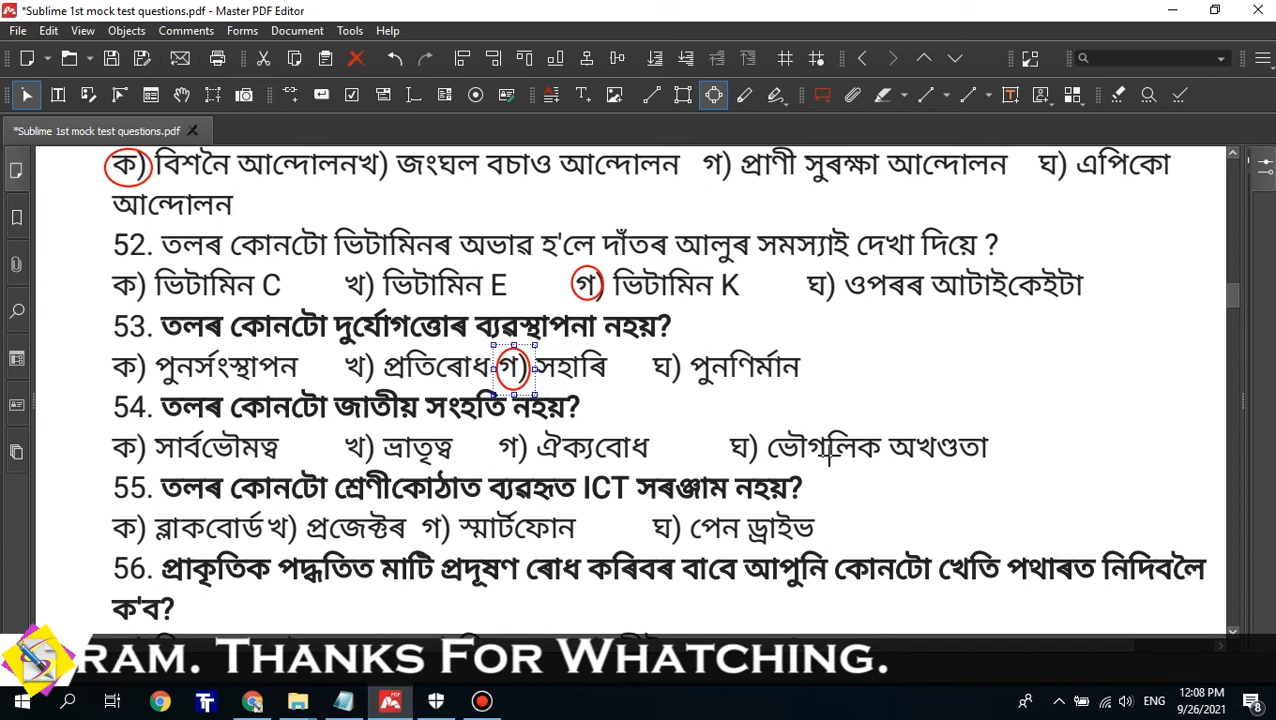 *Sublime 1st mock test questions.pdf - Master PDF Editor
File Edit View Objects Comments Forms Document Tools Help
*Sublime 1st mock test questions.pdf
ক) বিশনৈ আন্দোলনখ) জংঘল বচাও আন্দোলন গ) প্ৰাণী সুৰক্ষা আন্দোলন ঘ) এপিকো
আন্দোলন
52. তলৰ কোনটো ভিটামিনৰ অভাৱ হ'লে দাঁতৰ আলুৰ সমস্যাই দেখা দিয়ে ?
ক) ভিটামিন C খ) ভিটামিন E গ) ভিটামিন K ঘ) ওপৰৰ আটাইকেইটা
53. তলৰ কোনটো দুৰ্যোগত্তোৰ ব্যৱস্থাপনা নহয়?
ক) পুনৰ্সংস্থাপন খ) প্ৰতিৰোধ গ) সহাৰি ঘ) পুনণিৰ্মান
54. তলৰ কোনটো জাতীয় সংহতি নহয়?
ক) সাৰ্বভৌমত্ব খ) ভ্ৰাতৃত্ব গ) ঐক্যবোধ ঘ) ভৌগলিক অখণ্ডতা
55. তলৰ কোনটো শ্ৰেণীকোঠাত ব্যৱহৃত ICT সৰঞ্জাম নহয়?
ক) ব্লাকবোৰ্ড খ) প্ৰজেক্টৰ গ) স্মাৰ্টফোন ঘ) পেন ড্ৰাইভ
56. প্ৰাকৃতিক পদ্ধতিত মাটি প্ৰদূষণ ৰোধ কৰিবৰ বাবে আপুনি কোনটো খেতি পথাৰত নিদিবলৈ
ক'ব?
RAM. THANKS FOR WHATCHING.
ENG
12:08 PM
9/26/2021
8